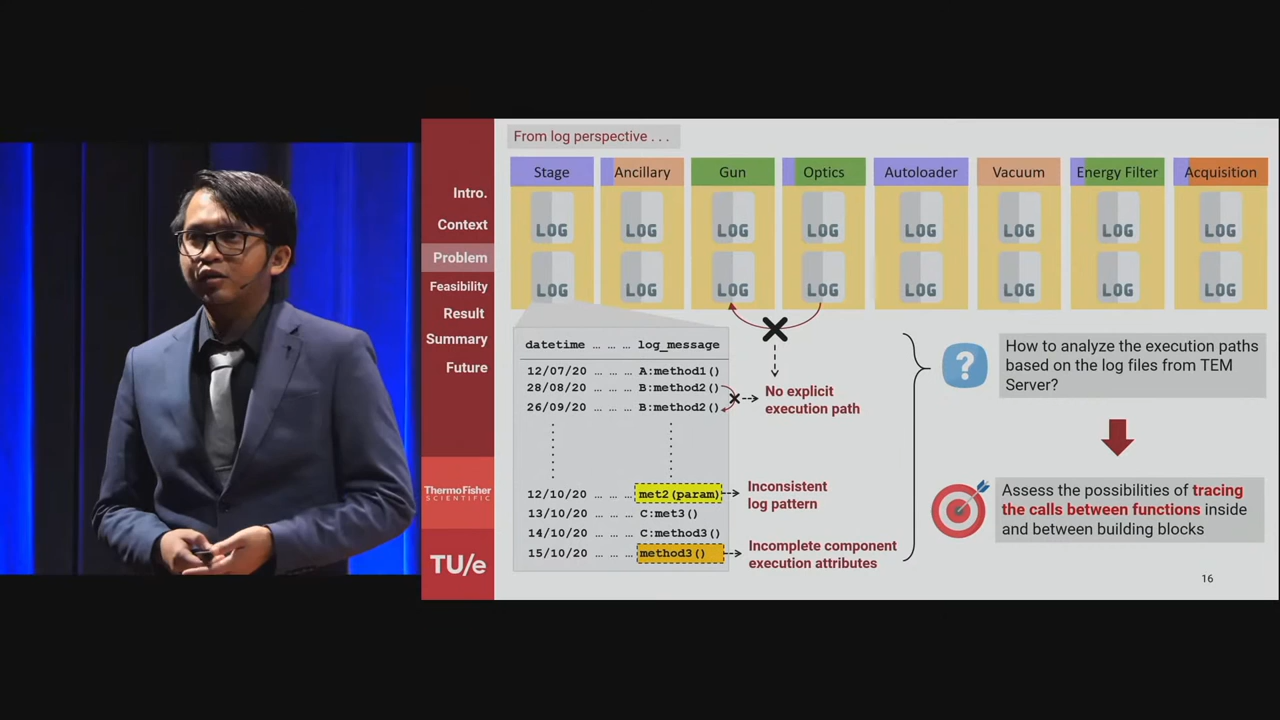 From log perspective . . .
Stage
Ancillary
Gun
Optics
Autoloader
Vacuum
Energy Filter
Acquisition
LOG LOG LOG LOG LOG LOG LOG LOG
LOG LOG LOG LOG LOG LOG LOG LOG
Intro.
Context
Problem
Feasibility
Result
Summary
Future
ThermoFisher
SCIENTIFIC
TU/e
datetime … … … log_message
12/07/20 … … … A:method1()
28/08/20 … … … B:method2()
26/09/20 … … … B:method2()
12/10/20 … … … met2(param)
13/10/20 … … … C:met3()
14/10/20 … … … C:method3()
15/10/20 … … … method3()
No explicit
execution path
Inconsistent
log pattern
Incomplete component
execution attributes
?
How to analyze the execution paths
based on the log files from TEM
Server?
Assess the possibilities of tracing
the calls between functions inside
and between building blocks
16